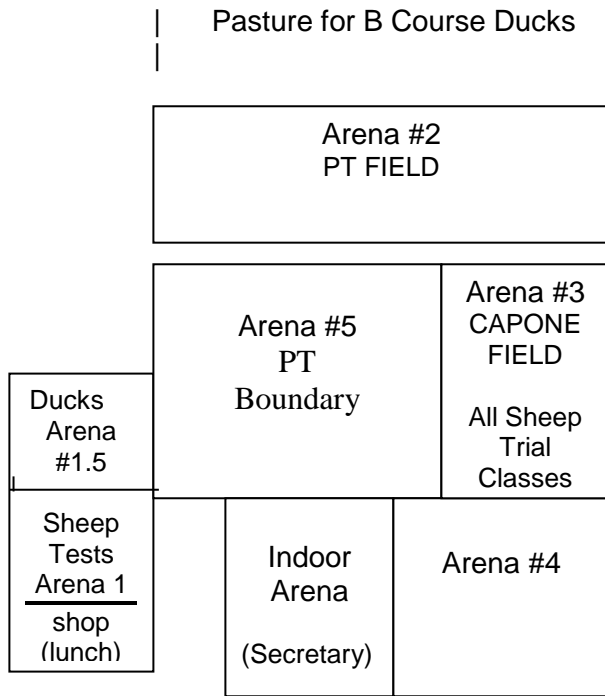 Pasture for B Course Ducks
Arena #2
PT FIELD
Arena #5
PT
Boundary
Arena #3
CAPONE
FIELD
All Sheep
Trial
Classes
Ducks
Arena
#1.5
Sheep
Tests
Arena 1
shop
(lunch)
Indoor
Arena
(Secretary)
Arena #4